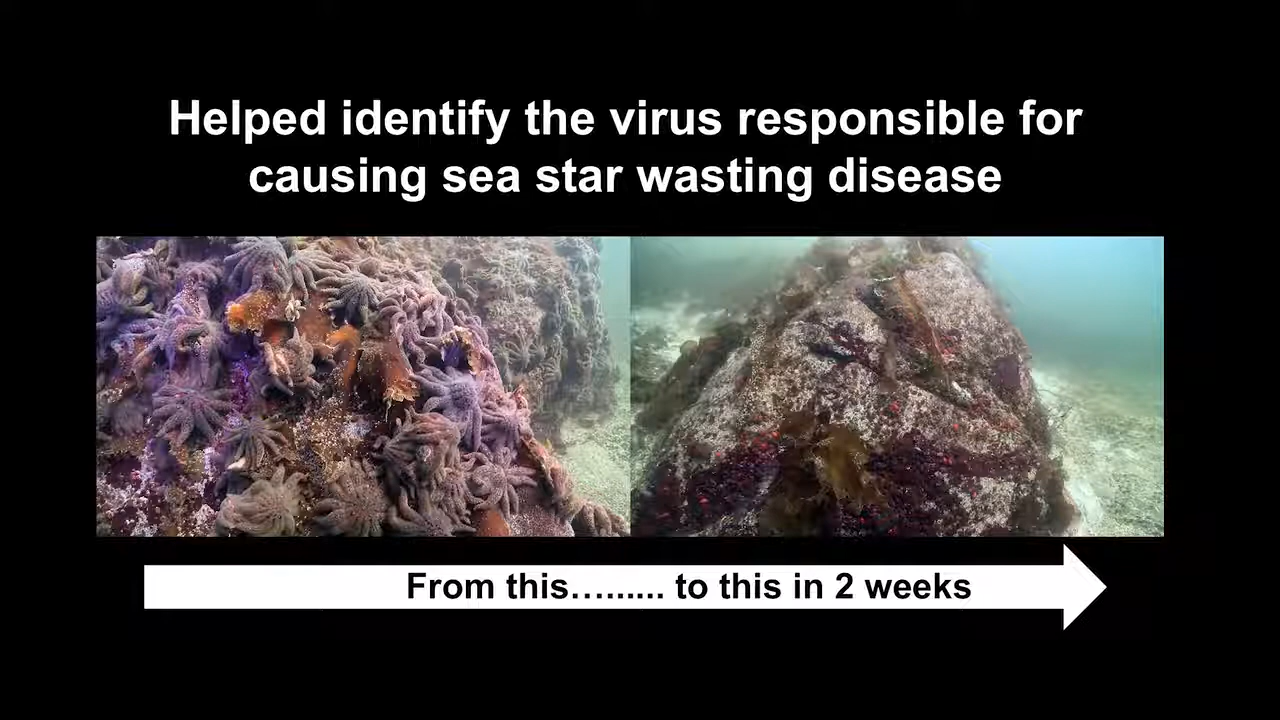 Helped identify the virus responsible for
causing sea star wasting disease
From this…...... to this in 2 weeks